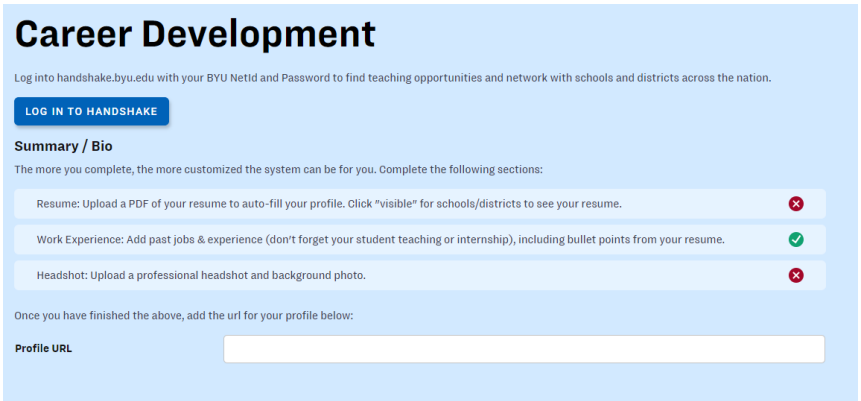 Career Development
Log into handshake.byu.edu with your BYU NetId and Password to find teaching opportunities and network with schools and districts across the nation.
LOG IN TO HANDSHAKE
Summary / Bio
The more you complete, the more customized the system can be for you. Complete the following sections:
Resume: Upload a PDF of your resume to auto-fill your profile. Click "visible" for schools/districts to see your resume.
Work Experience: Add past jobs & experience (don't forget your student teaching or internship), including bullet points from your resume.
Headshot: Upload a professional headshot and background photo.
Once you have finished the above, add the url for your profile below:
Profile URL